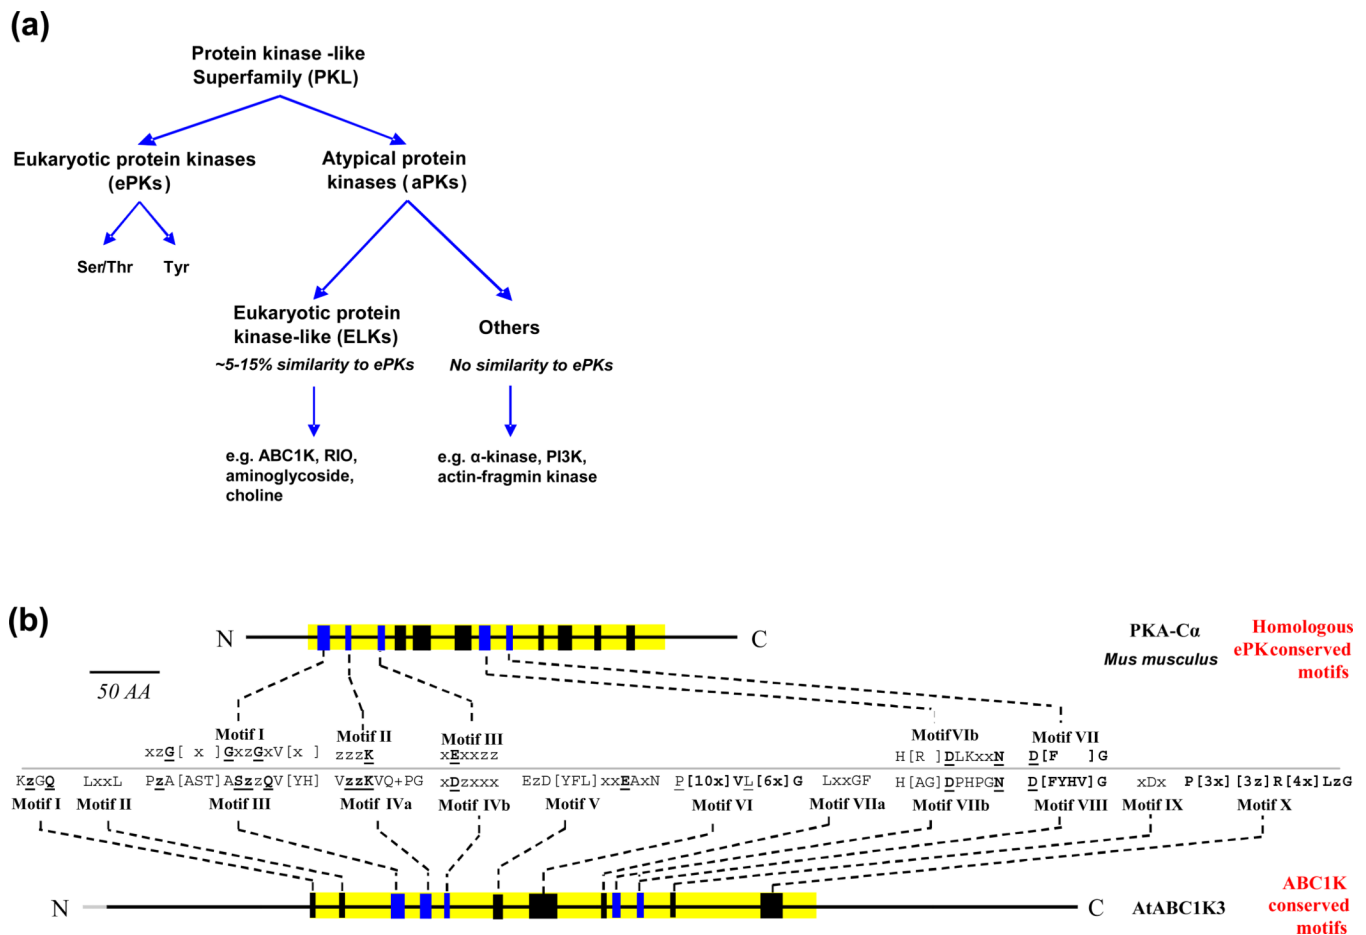 (a)
Protein kinase -like
Superfamily (PKL)
Eukaryotic protein kinases
(ePKs)
Atypical protein
kinases ( aPKs)
Ser/Thr
Tyr
Eukaryotic protein
kinase-like (ELKs)
Others
~5-15% similarity to ePKs
No similarity to ePKs
e.g. ABC1K, RIO,
aminoglycoside,
choline
e.g. α-kinase, PI3K,
actin-fragmin kinase
(b)
N
C
PKA-Cα
Mus musculus
Homologous
ePKconserved
motifs
50 AA
Motif I
Motif II
Motif III
Motif VIb
Motif VII
xzG[ x ]GxzGxV[x ]
zzzK
xExxzz
H[R ]DLKxxN
D[F ]G
KzGQ
LxxL
PzA[AST]ASzzQV[YH]
VzzKVQ+PG
xDzxxx
EzD[YFL]xxEAxN
P[10x]VL[6x]G
LxxGF
H[AG]DPHPGN
D[FYHV]G
xDx
P[3x][3z]R[4x]LzG
Motif I
Motif II
Motif III
Motif IVa
Motif IVb
Motif V
Motif VI
Motif VIIa
Motif VIIb
Motif VIII
Motif IX
Motif X
N
C
AtABC1K3
ABC1K
conserved
motifs